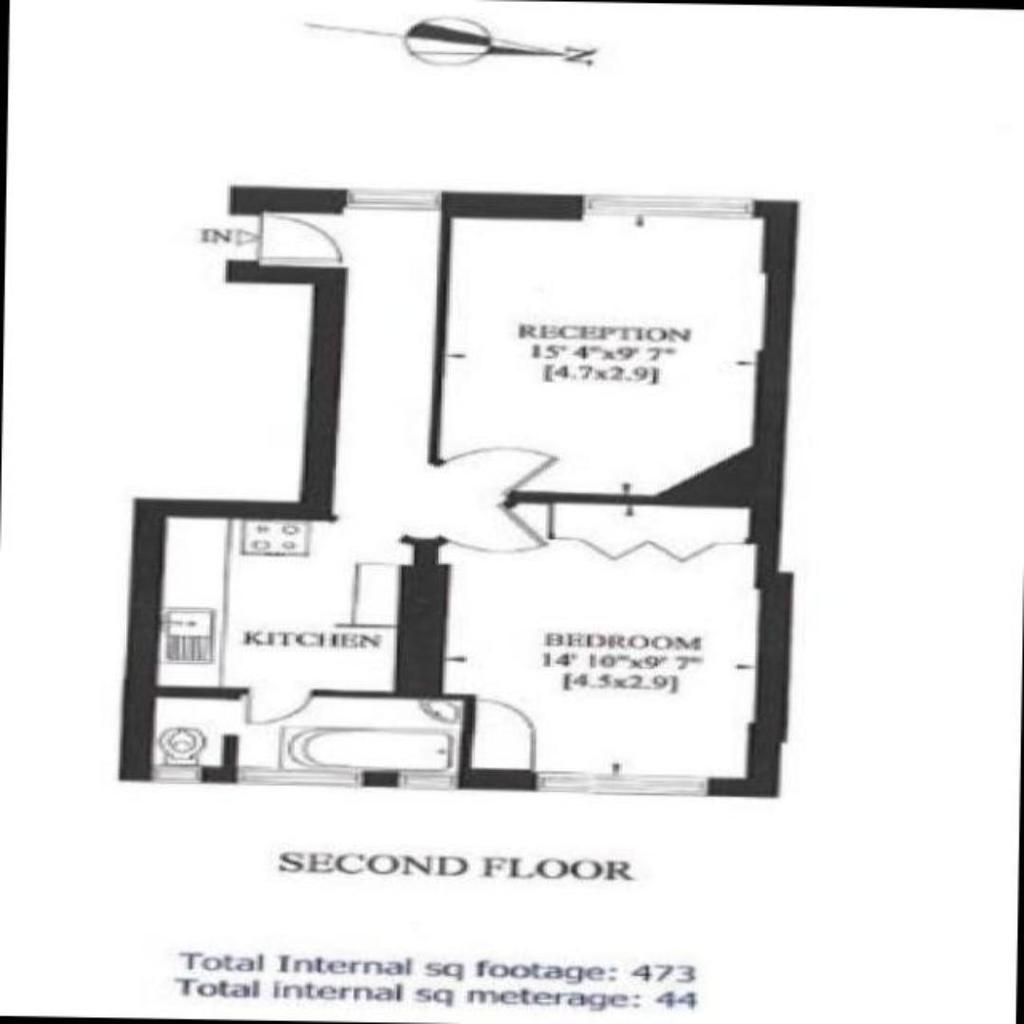 N
IN
RECEPTION
15' 4"x9' 7"
[4.7x2.9]
KITCHEN
BEDROOM
14' 10"x9' 7"
[4.5x2.9]
SECOND FLOOR
Total Internal sq footage: 473
Total internal sq meterage: 44